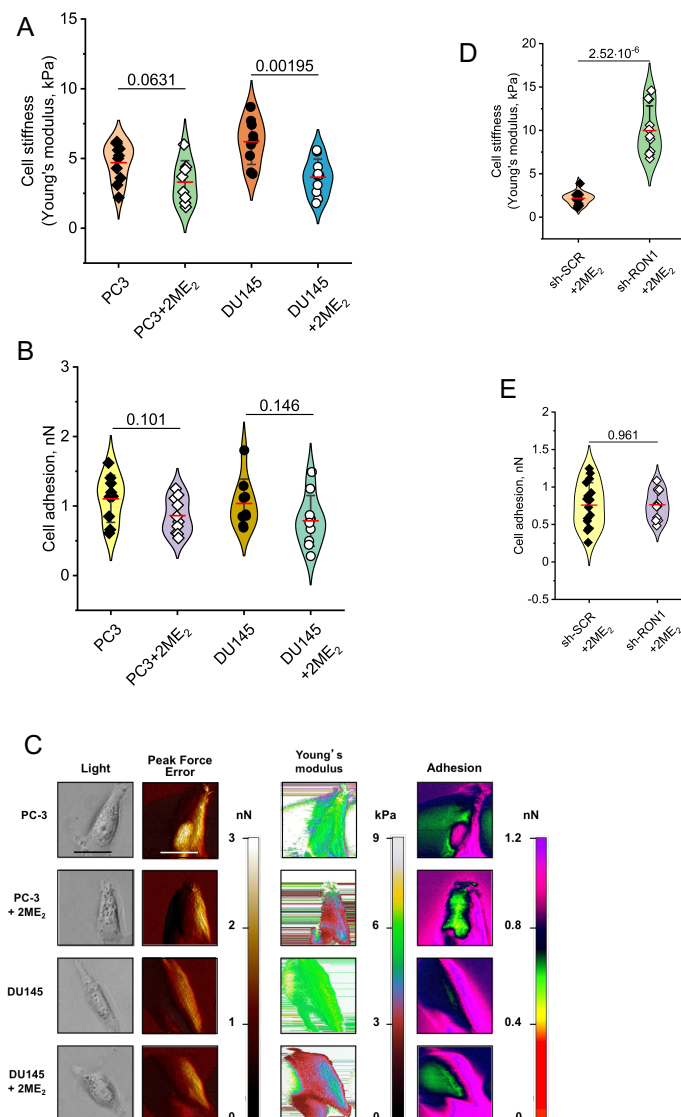 A
Cell stiffness
(Young's modulus, kPa)
15
10
5
0
0.0631
0.00195
PC3
PC3+2ME2
DU145
DU145
+2ME2
D
Cell stiffness
(Young's modulus, kPa)
20
15
10
5
0
2.52·10-6
sh-SCR
+2ME2
sh-RON1
+2ME2
B
Cell adhesion, nN
3
2
1
0
0.101
0.146
PC3
PC3+2ME2
DU145
DU145
+2ME2
E
Cell adhesion, nN
2
1.5
1
0.5
0
-0.5
0.961
sh-SCR
+2ME2
sh-RON1
+2ME2
C
Light
Peak Force
Error
Young's
modulus
Adhesion
PC-3
PC-3
+ 2ME2
DU145
DU145
+ 2ME2
nN
3
2
1
0
kPa
9
6
3
0
nN
1.2
0.8
0.4
0